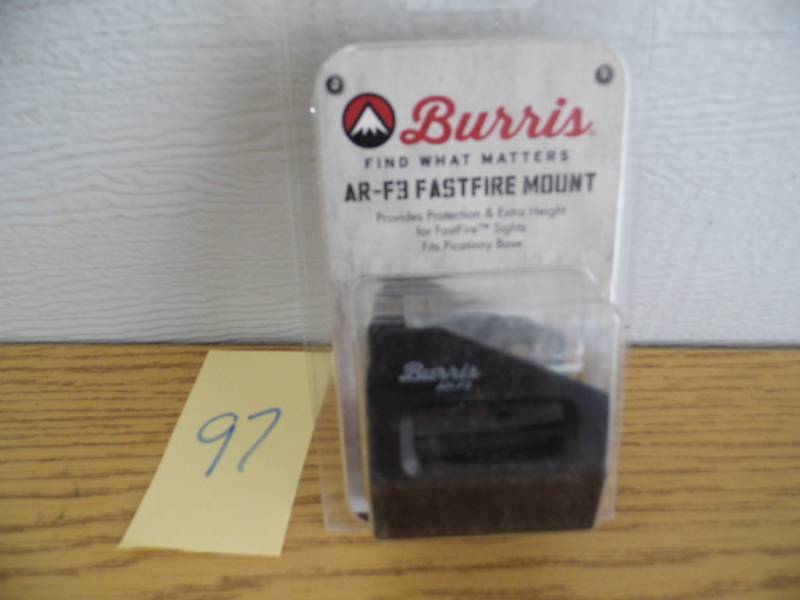 Burris
FIND WHAT MATTERS
AR-F3 FASTFIRE MOUNT
Provides Protection & Extra Height
for FastFire™ Sights
Fits Picatinny Base
Burris
AR-F3
97